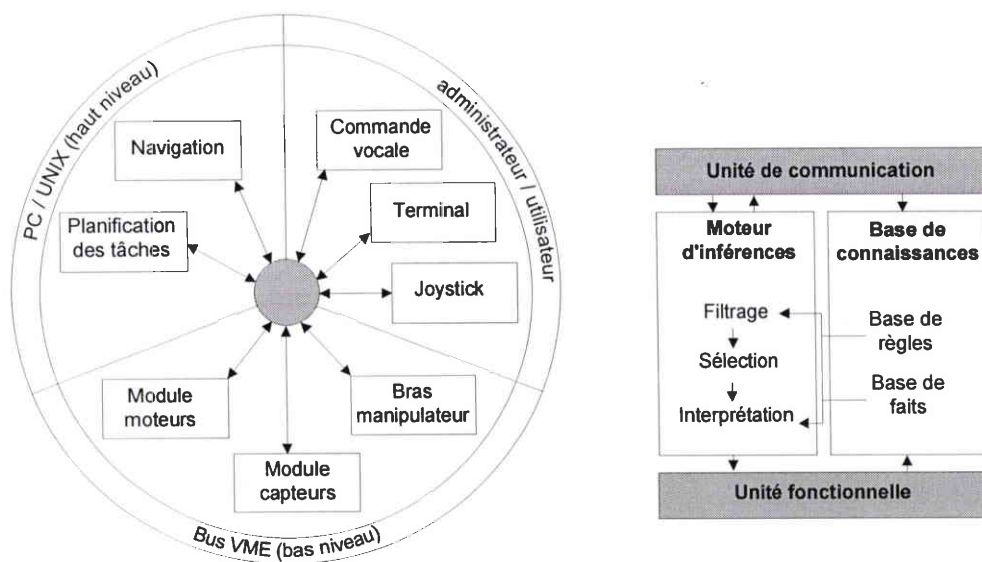 PC / UNIX (haut niveau)
administrateur / utilisateur
Navigation
Commande
vocale
Planification
des tâches
Terminal
Joystick
Module
moteurs
Bras
manipulateur
Module
capteurs
Bus VME (bas niveau)
Unité de communication
Moteur
d'inférences
Base de
connaissances
Filtrage
Sélection
Interprétation
Base de
règles
Base de
faits
Unité fonctionnelle